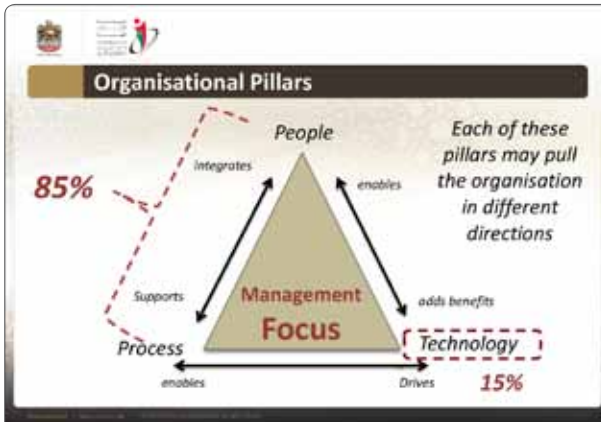 Organisational Pillars
People
Each of these
pillars may pull
the organisation
in different
directions
integrates
enables
85%
Supports
adds benefits
Management
Focus
Process
Technology
enables
Drives
15%